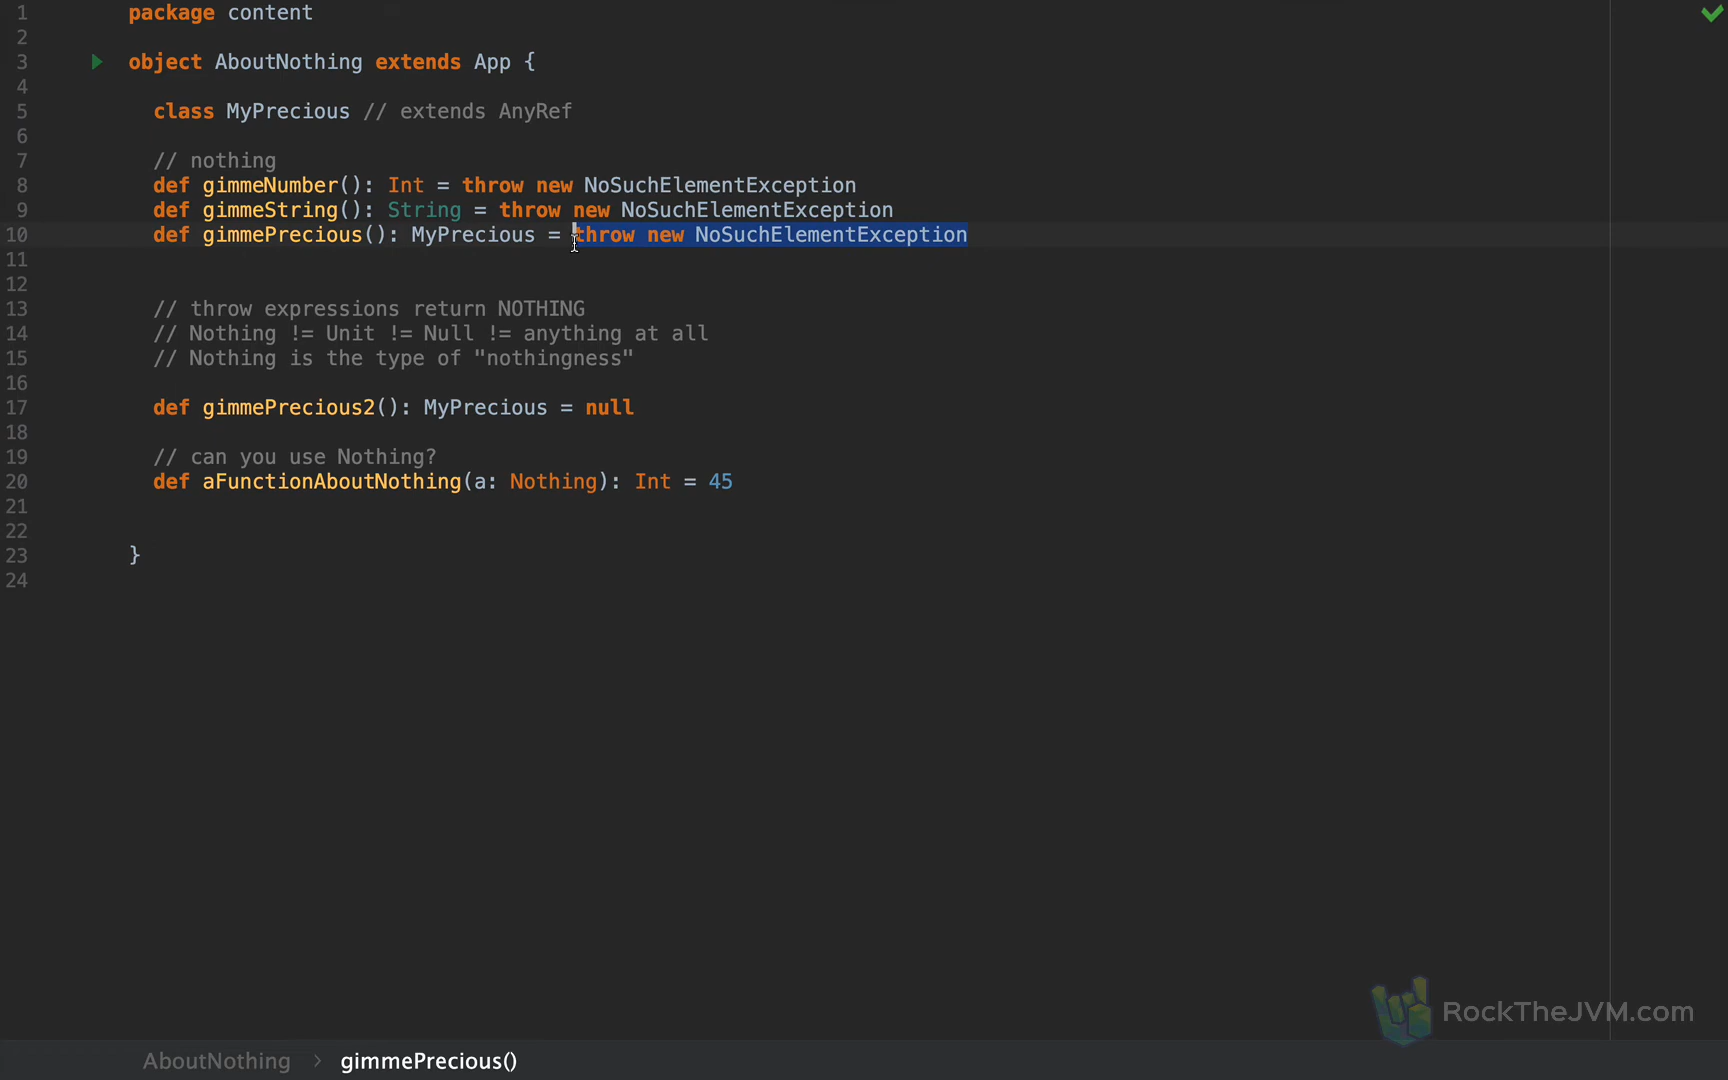 1 package content
2
3 object AboutNothing extends App {
4
5 class MyPrecious // extends AnyRef
6
7 // nothing
8 def gimmeNumber(): Int = throw new NoSuchElementException
9 def gimmeString(): String = throw new NoSuchElementException
10 def gimmePrecious(): MyPrecious = throw new NoSuchElementException
11
12
13 // throw expressions return NOTHING
14 // Nothing != Unit != Null != anything at all
15 // Nothing is the type of "nothingness"
16
17 def gimmePrecious2(): MyPrecious = null
18
19 // can you use Nothing?
20 def aFunctionAboutNothing(a: Nothing): Int = 45
21
22
23 }
24
RockTheJVM.com
AboutNothing > gimmePrecious()